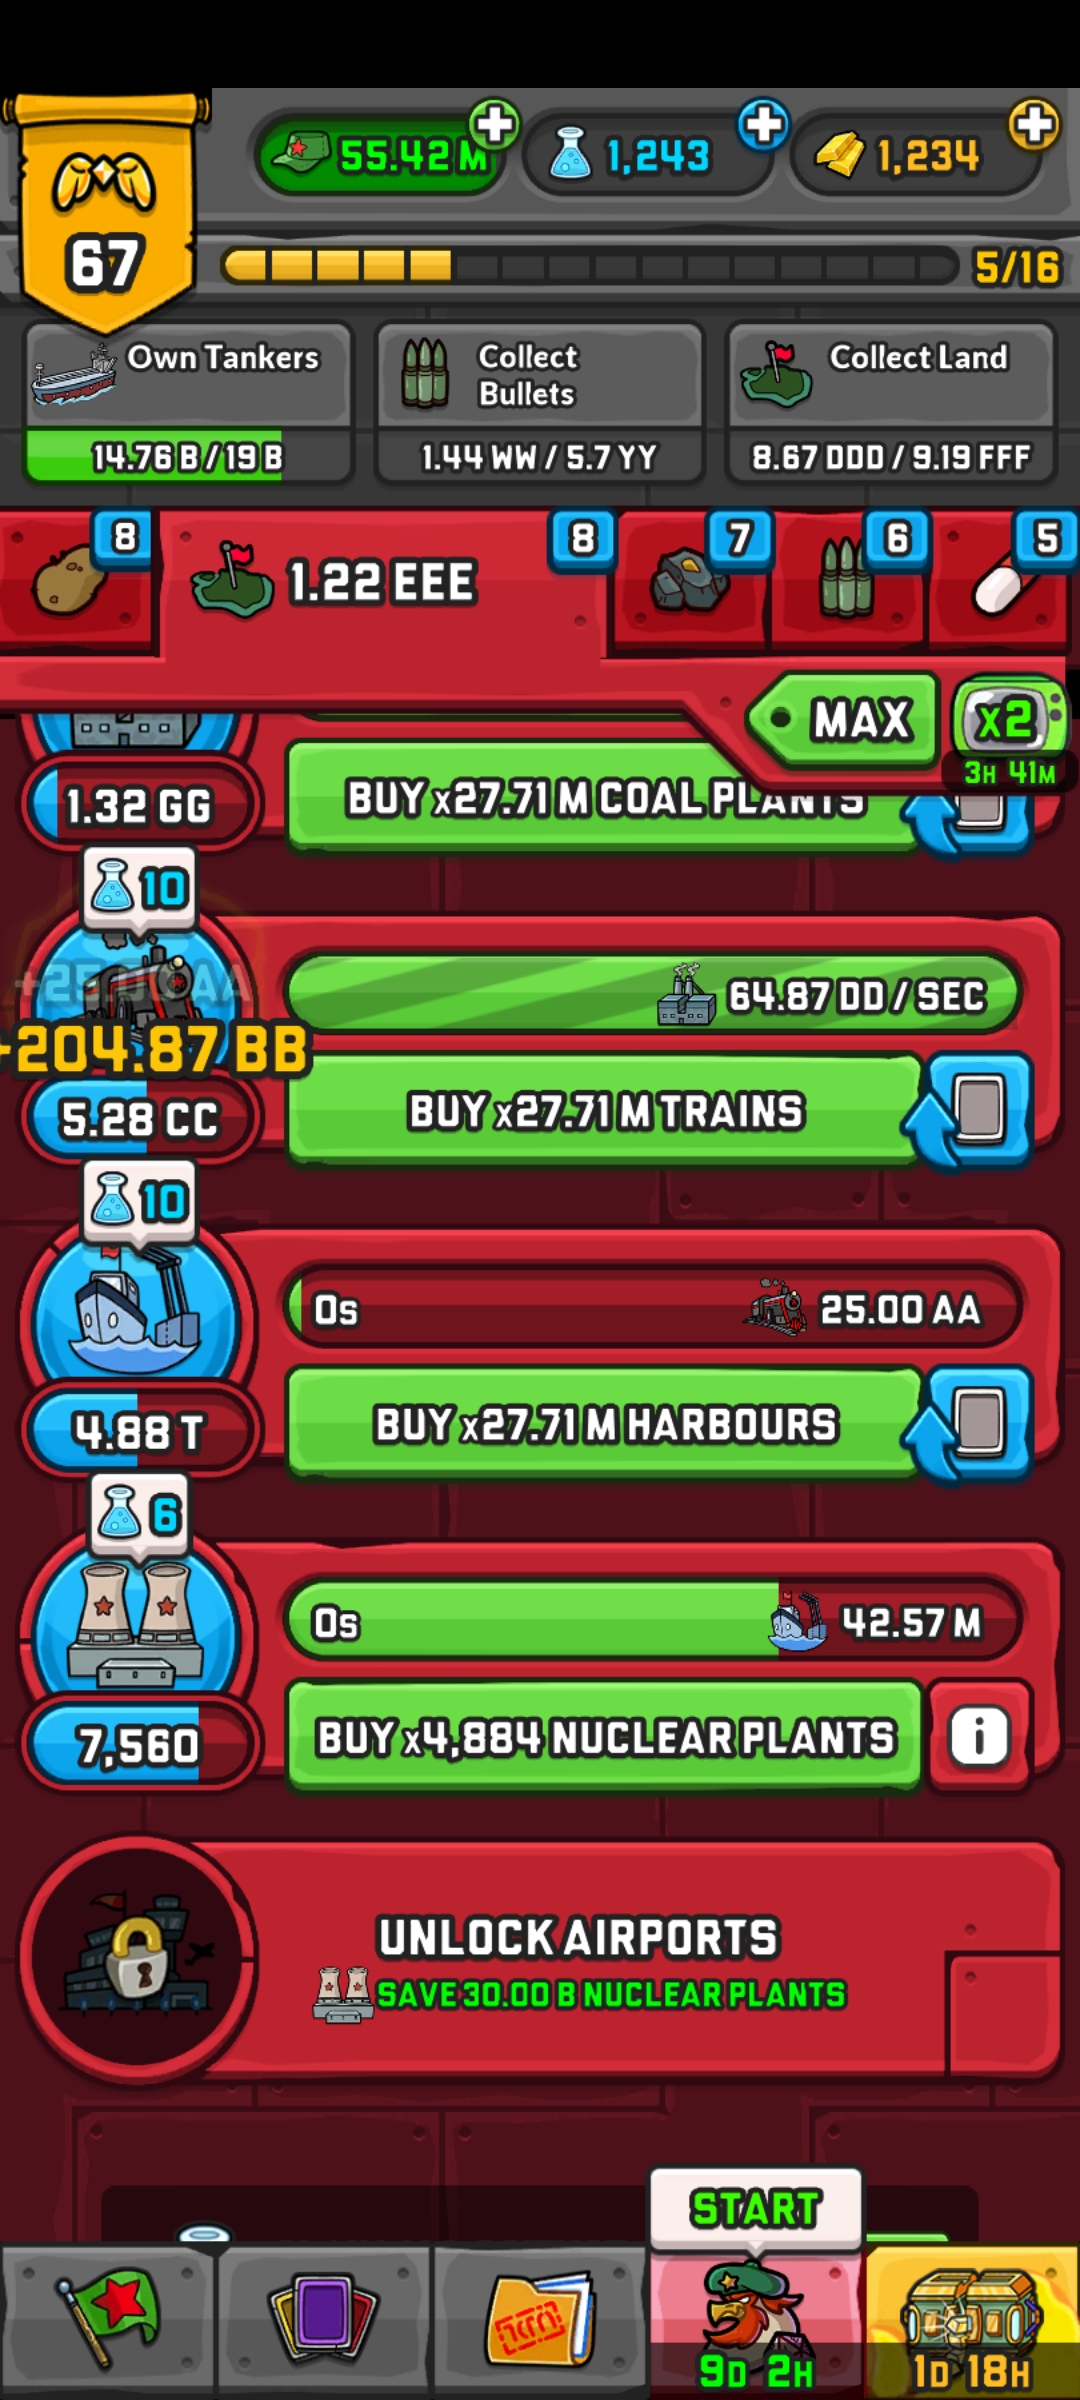 55.42 M
1,243
1,234
67
5/16
Own Tankers
14.76 B / 19 B
Collect
Bullets
1.44 WW / 5.7 YY
Collect Land
8.67 DDD / 9.19 FFF
8
1.22 EEE
8
7
6
5
MAX
x2
3H 41M
1.32 GG
BUY x27.71 M COAL PLANTS
10
+25.00 AA
+204.87 BB
64.87 DD / SEC
5.28 CC
BUY x27.71 M TRAINS
10
0s
25.00 AA
4.88 T
BUY x27.71 M HARBOURS
6
0s
42.57 M
7,560
BUY x4,884 NUCLEAR PLANTS
i
UNLOCK AIRPORTS
SAVE 30.00 B NUCLEAR PLANTS
START
9D 2H
1D 18H